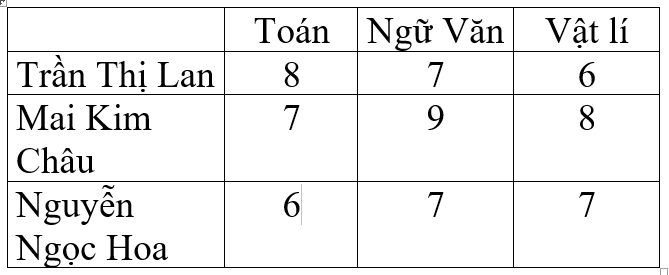 Toán Ngữ Văn Vật lí
Trần Thị Lan 8 7 6
Mai Kim 7 9 8
Châu
Nguyễn 6 7 7
Ngọc Hoa